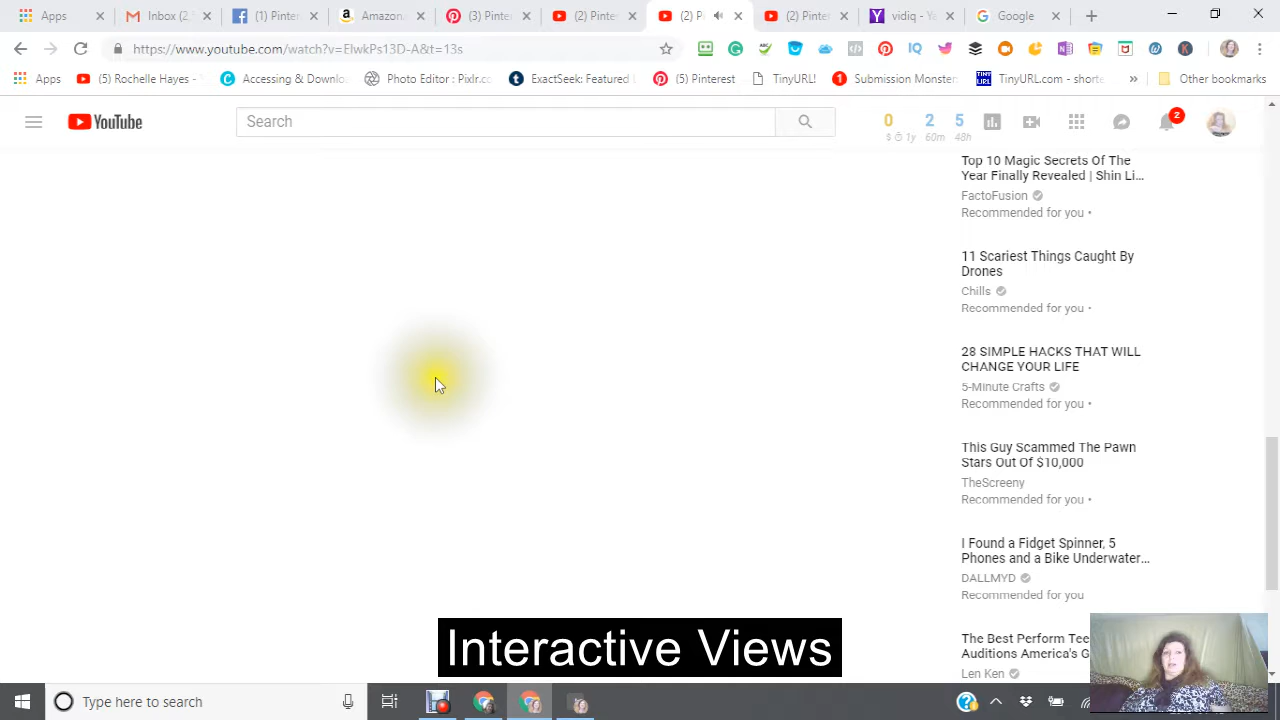 Apps
Inbox
(1) Pinter
Amazon
(3) Pinter
(2) Pinter
(2) P
(2) Pinter
vidiq - Ya
Google
https://www.youtube.com/watch?v=ElwkPs13D-A&t=13s
Apps
(5) Rochelle Hayes -
Accessing & Downlo
Photo Editor: Pixlr.co
ExactSeek: Featured L
(5) Pinterest
TinyURL!
Submission Monster
TinyURL.com - shorte
»
Other bookmarks
YouTube
Search
0
2
5
$ 1y
60m
48h
2
Top 10 Magic Secrets Of The
Year Finally Revealed | Shin Li...
FactoFusion
Recommended for you •
11 Scariest Things Caught By
Drones
Chills
Recommended for you •
28 SIMPLE HACKS THAT WILL
CHANGE YOUR LIFE
5-Minute Crafts
Recommended for you •
This Guy Scammed The Pawn
Stars Out Of $10,000
TheScreeny
Recommended for you •
I Found a Fidget Spinner, 5
Phones and a Bike Underwater...
DALLMYD
Recommended for you
The Best Perform Tee
Auditions America's G
Len Ken
Interactive Views
Type here to search